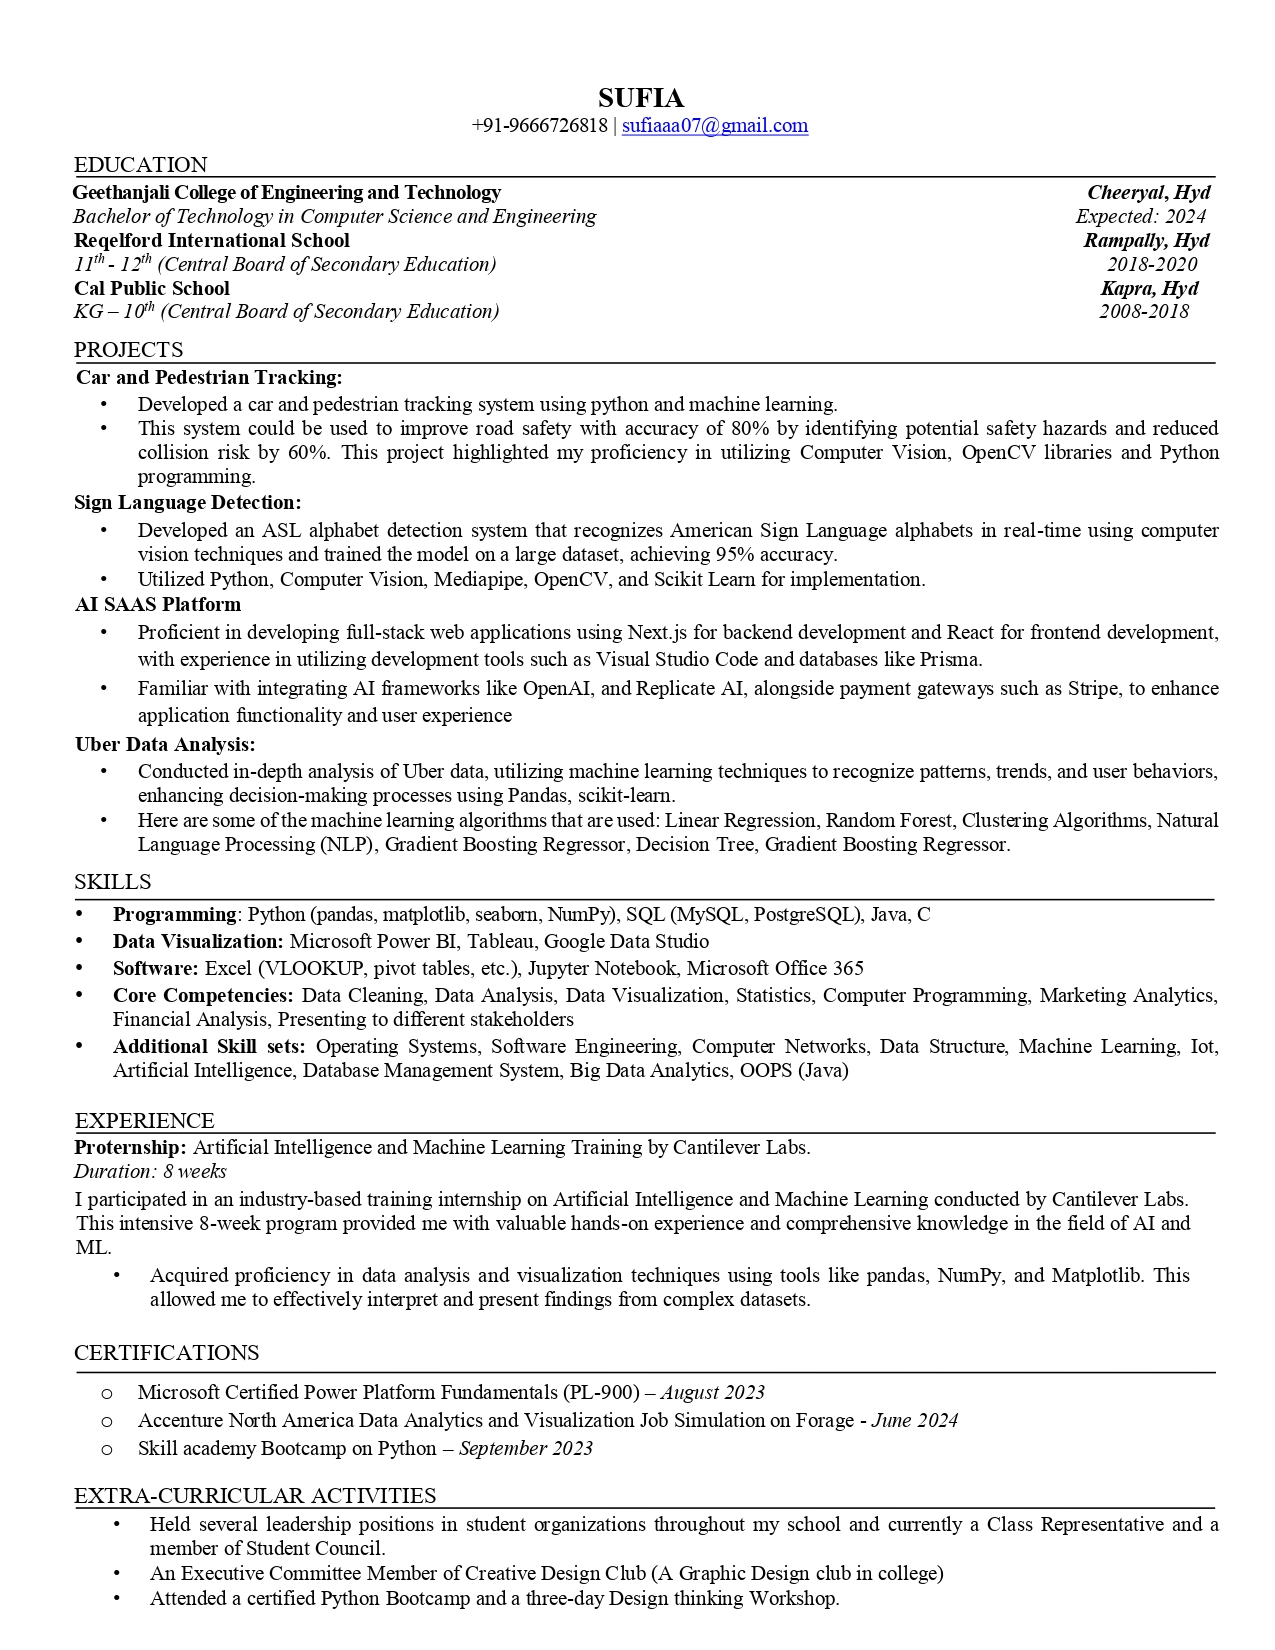 SUFIA
+91-9666726818 | sufiaaa07@gmail.com
EDUCATION
Geethanjali College of Engineering and Technology Cheeryal, Hyd
Bachelor of Technology in Computer Science and Engineering Expected: 2024
Reqelford International School Rampally, Hyd
11th - 12th (Central Board of Secondary Education) 2018-2020
Cal Public School Kapra, Hyd
KG – 10th (Central Board of Secondary Education) 2008-2018
PROJECTS
Car and Pedestrian Tracking:
• Developed a car and pedestrian tracking system using python and machine learning.
• This system could be used to improve road safety with accuracy of 80% by identifying potential safety hazards and reduced
collision risk by 60%. This project highlighted my proficiency in utilizing Computer Vision, OpenCV libraries and Python
programming.
Sign Language Detection:
• Developed an ASL alphabet detection system that recognizes American Sign Language alphabets in real-time using computer
vision techniques and trained the model on a large dataset, achieving 95% accuracy.
• Utilized Python, Computer Vision, Mediapipe, OpenCV, and Scikit Learn for implementation.
AI SAAS Platform
• Proficient in developing full-stack web applications using Next.js for backend development and React for frontend development,
with experience in utilizing development tools such as Visual Studio Code and databases like Prisma.
• Familiar with integrating AI frameworks like OpenAI, and Replicate AI, alongside payment gateways such as Stripe, to enhance
application functionality and user experience
Uber Data Analysis:
• Conducted in-depth analysis of Uber data, utilizing machine learning techniques to recognize patterns, trends, and user behaviors,
enhancing decision-making processes using Pandas, scikit-learn.
• Here are some of the machine learning algorithms that are used: Linear Regression, Random Forest, Clustering Algorithms, Natural
Language Processing (NLP), Gradient Boosting Regressor, Decision Tree, Gradient Boosting Regressor.
SKILLS
• Programming: Python (pandas, matplotlib, seaborn, NumPy), SQL (MySQL, PostgreSQL), Java, C
• Data Visualization: Microsoft Power BI, Tableau, Google Data Studio
• Software: Excel (VLOOKUP, pivot tables, etc.), Jupyter Notebook, Microsoft Office 365
• Core Competencies: Data Cleaning, Data Analysis, Data Visualization, Statistics, Computer Programming, Marketing Analytics,
Financial Analysis, Presenting to different stakeholders
• Additional Skill sets: Operating Systems, Software Engineering, Computer Networks, Data Structure, Machine Learning, Iot,
Artificial Intelligence, Database Management System, Big Data Analytics, OOPS (Java)
EXPERIENCE
Proternship: Artificial Intelligence and Machine Learning Training by Cantilever Labs.
Duration: 8 weeks
I participated in an industry-based training internship on Artificial Intelligence and Machine Learning conducted by Cantilever Labs.
This intensive 8-week program provided me with valuable hands-on experience and comprehensive knowledge in the field of AI and
ML.
• Acquired proficiency in data analysis and visualization techniques using tools like pandas, NumPy, and Matplotlib. This
allowed me to effectively interpret and present findings from complex datasets.
CERTIFICATIONS
o Microsoft Certified Power Platform Fundamentals (PL-900) – August 2023
o Accenture North America Data Analytics and Visualization Job Simulation on Forage - June 2024
o Skill academy Bootcamp on Python – September 2023
EXTRA-CURRICULAR ACTIVITIES
• Held several leadership positions in student organizations throughout my school and currently a Class Representative and a
member of Student Council.
• An Executive Committee Member of Creative Design Club (A Graphic Design club in college)
• Attended a certified Python Bootcamp and a three-day Design thinking Workshop.